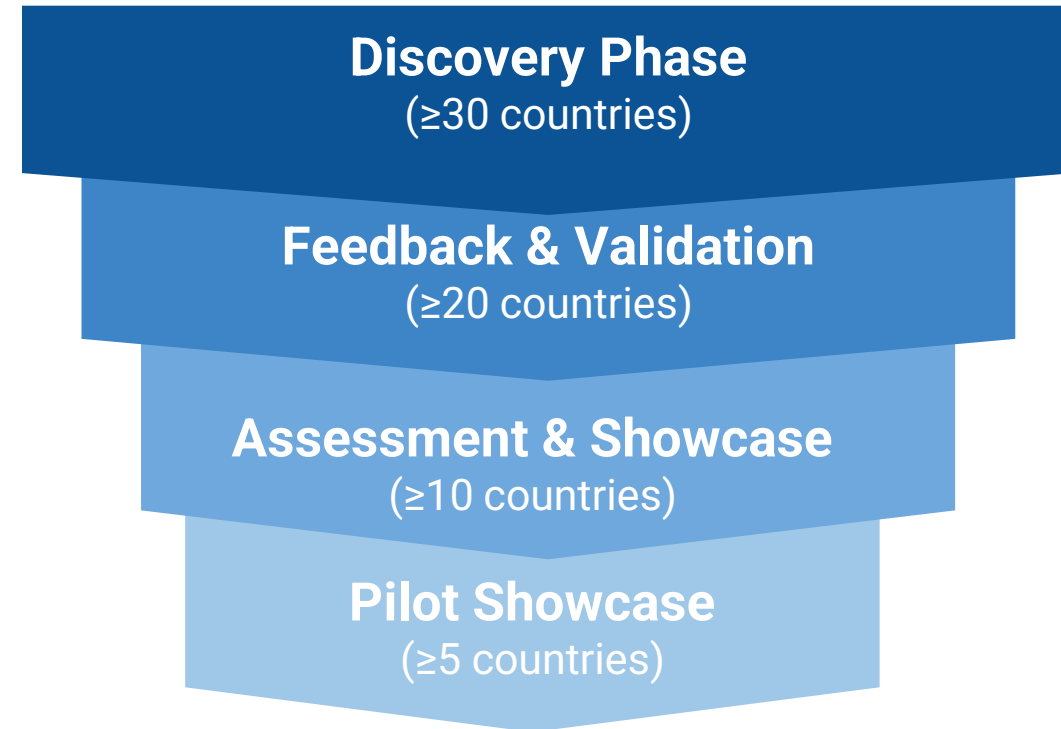 Discovery Phase
(≥30 countries)
Feedback & Validation
(≥20 countries)
Assessment & Showcase
(≥10 countries)
Pilot Showcase
(≥5 countries)